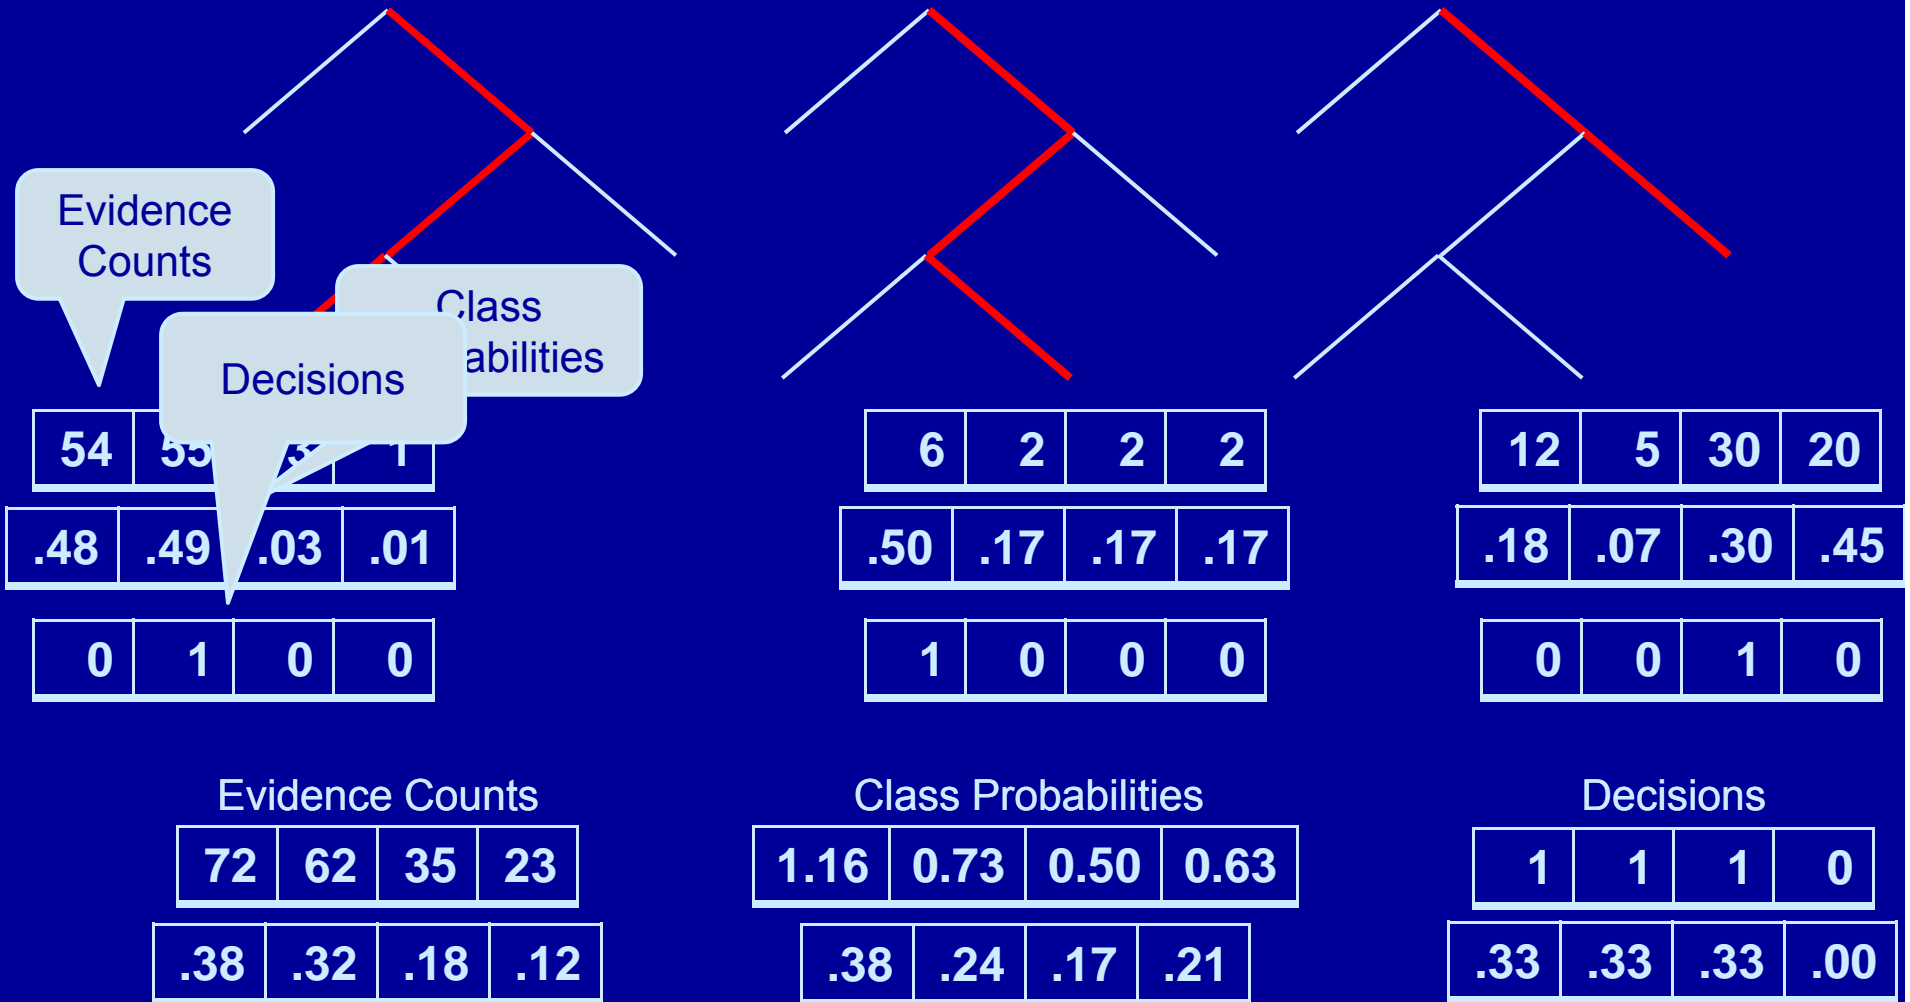 Evidence
Counts
Class
abilities
Decisions
54 55 3 1
6 2 2 2
12 5 30 20
.48 .49 .03 .01
.50 .17 .17 .17
.18 .07 .30 .45
0 1 0 0
1 0 0 0
0 0 1 0
Evidence Counts
Class Probabilities
Decisions
72 62 35 23
1.16 0.73 0.50 0.63
1 1 1 0
.38 .32 .18 .12
.38 .24 .17 .21
.33 .33 .33 .00